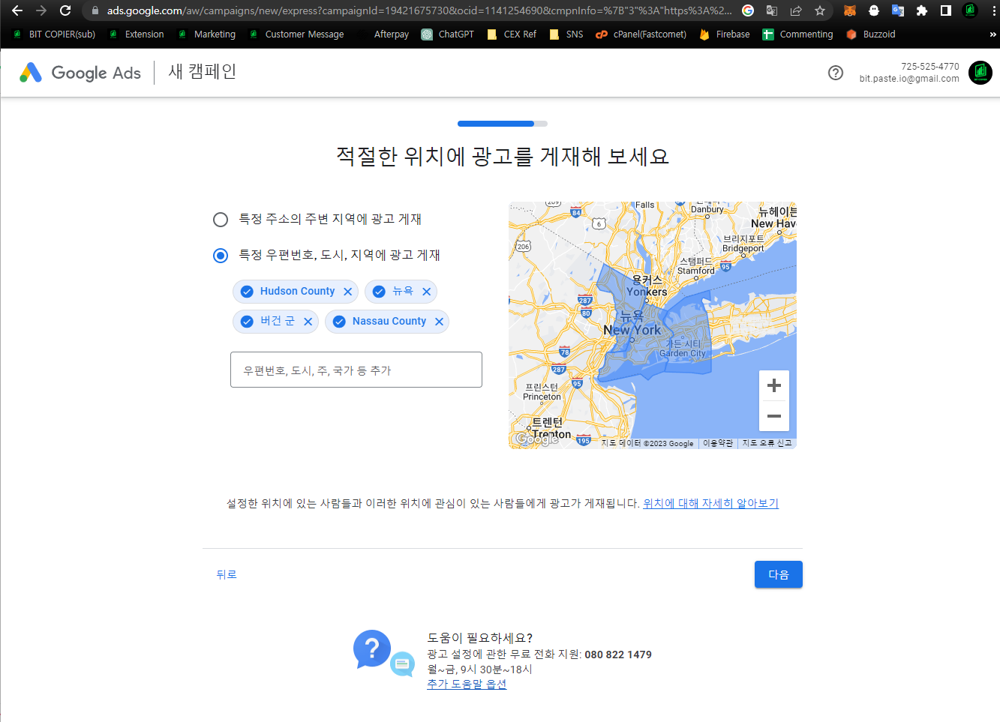 ads.google.com/aw/campaigns/new/express?campaignId=19421675730&ocid=1141254690&cmpnInfo=%7B"3"%3A"https%3A%2...
BIT COPIER(sub) Extension Marketing Customer Message Afterpay ChatGPT CEX Ref SNS cPanel(Fastcomet) Firebase Commenting Buzzoid »
Google Ads 새 캠페인
725-525-4770
bit.paste.io@gmail.com
적절한 위치에 광고를 게재해 보세요
특정 주소의 주변 지역에 광고 게재
특정 우편번호, 도시, 지역에 광고 게재
Hudson County 뉴욕
버건 군 Nassau County
우편번호, 도시, 주, 국가 등 추가
Falls
Danbury
84
6
뉴헤이븐
New Hav
206
브리지포트
Bridgeport
스탬퍼드
Stamford
95
용커스
Yonkers
287
80
뉴욕
New York
가든 시티
Garden City
78
287
95
프린스턴
Princeton
트렌턴
Trenton
195
Google
지도 데이터 ©2023 Google 이용약관 지도 오류 신고
설정한 위치에 있는 사람들과 이러한 위치에 관심이 있는 사람들에게 광고가 게재됩니다. 위치에 대해 자세히 알아보기
뒤로 다음
도움이 필요하세요?
광고 설정에 관한 무료 전화 지원: 080 822 1479
월~금, 9시 30분~18시
추가 도움말 옵션